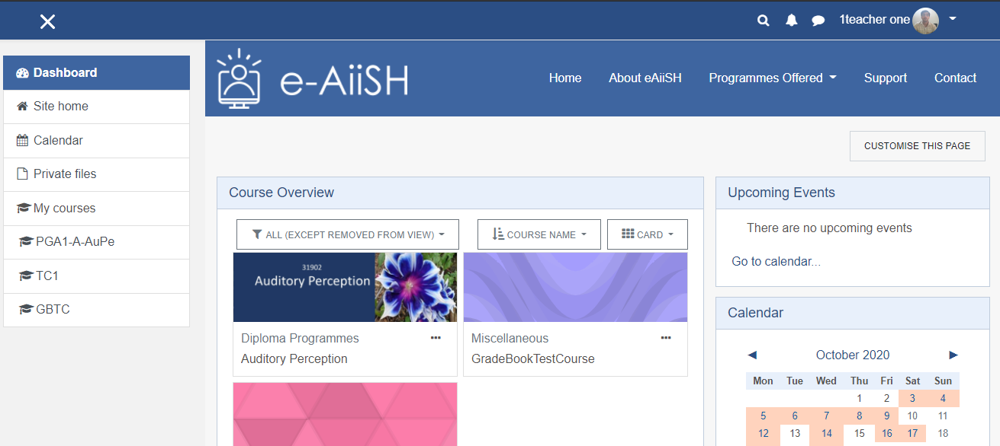 1teacher one
Dashboard
Site home
Calendar
Private files
My courses
PGA1-A-AuPe
TC1
GBTC
e-AiiSH
Home About eAiiSH Programmes Offered Support Contact
CUSTOMISE THIS PAGE
Course Overview
ALL (EXCEPT REMOVED FROM VIEW) COURSE NAME CARD
31902
Auditory Perception
Diploma Programmes
Auditory Perception
Miscellaneous
GradeBookTestCourse
Upcoming Events
There are no upcoming events
Go to calendar...
Calendar
October 2020
Mon Tue Wed Thu Fri Sat Sun
1 2 3 4
5 6 7 8 9 10 11
12 13 14 15 16 17 18